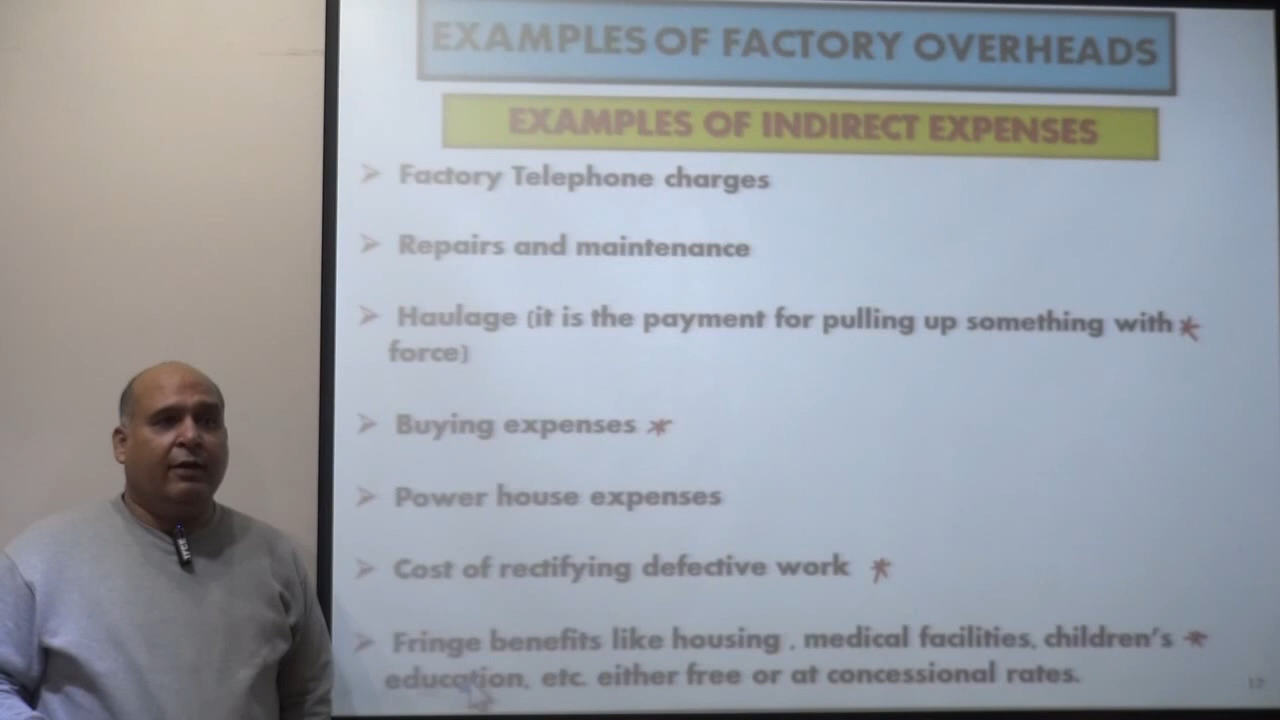 EXAMPLES OF FACTORY OVERHEADS
EXAMPLES OF INDIRECT EXPENSES
Factory Telephone charges
Repairs and maintenance
Haulage (it is the payment for pulling up something with
force)
Buying expenses
Power house expenses
Cost of rectifying defective work
Fringe benefits like housing , medical facilities, children's
education, etc. either free or at concessional rates.